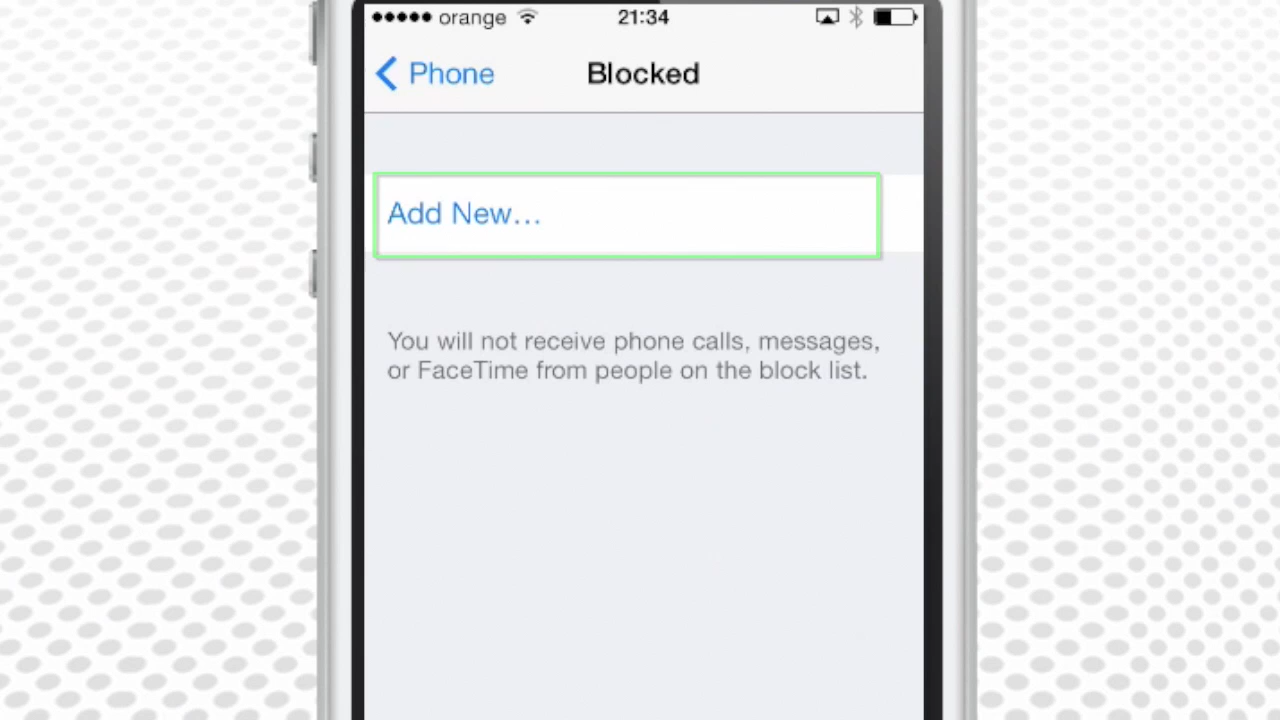 orange 21:34
Phone Blocked
Add New...
You will not receive phone calls, messages,
or FaceTime from people on the block list.